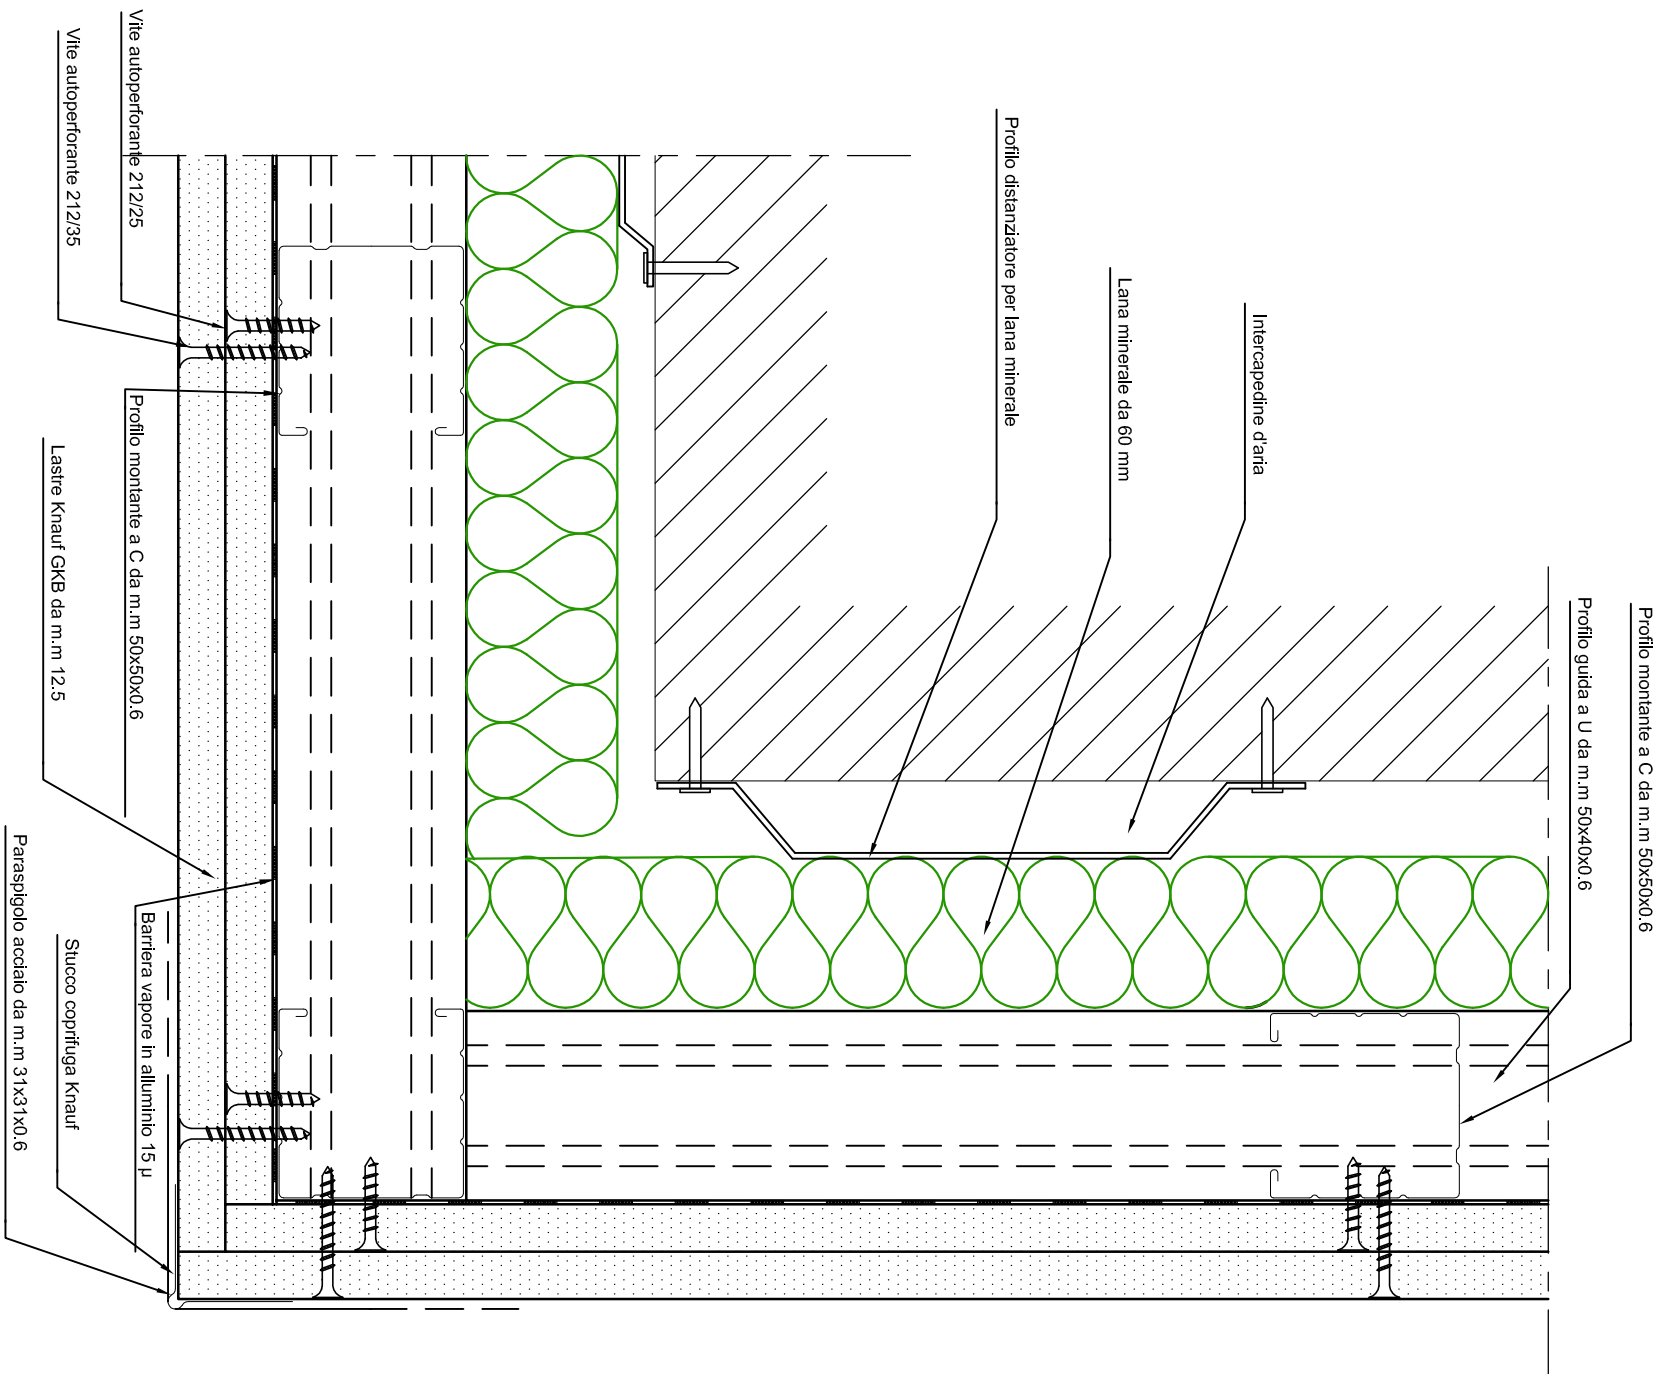 Profilo montante a C da m.m 50x50x0.6
Profilo guida a U da m.m 50x40x0.6
Intercapedine d'aria
Lana minerale da 60 mm
Profilo distanziatore per lana minerale
Vite autoperforante 212/25
Vite autoperforante 212/35
Profilo montante a C da m.m 50x50x0.6
Lastre Knauf GKB da m.m 12.5
Barriera vapore in alluminio 15 µ
Stucco coprifuga Knauf
Paraspigolo acciaio da m.m 31x31x0.6